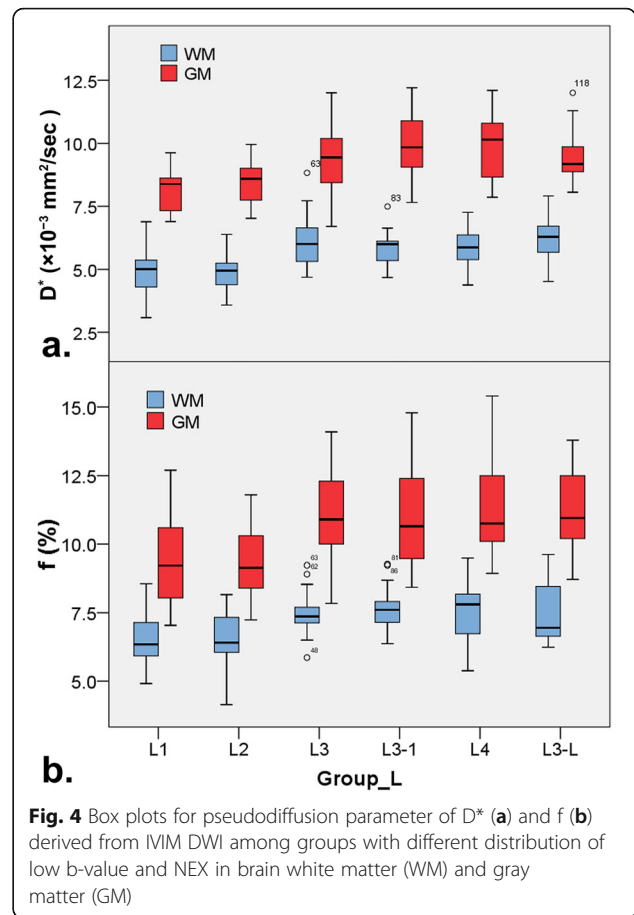 WM
GM
12.5
10.0
7.5
5.0
2.5
D* (×10⁻³ mm²/sec)
63
83
118
a.
WM
GM
15.0
12.5
10.0
7.5
5.0
f (%)
63
62
48
81
86
b.
L1 L2 L3 L3-1 L4 L3-L
Group_L
Fig. 4 Box plots for pseudodiffusion parameter of D* (a) and f (b)
derived from IVIM DWI among groups with different distribution of
low b-value and NEX in brain white matter (WM) and gray
matter (GM)